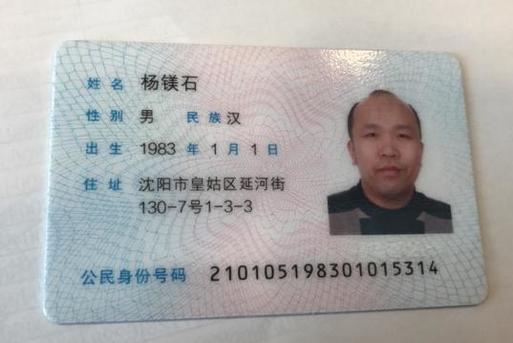 姓名 杨镁石
性别 男 民族 汉
出生 1983 年 1 月 1 日
住址 沈阳市皇姑区延河街
130-7号1-3-3
公民身份号码 210105198301015314